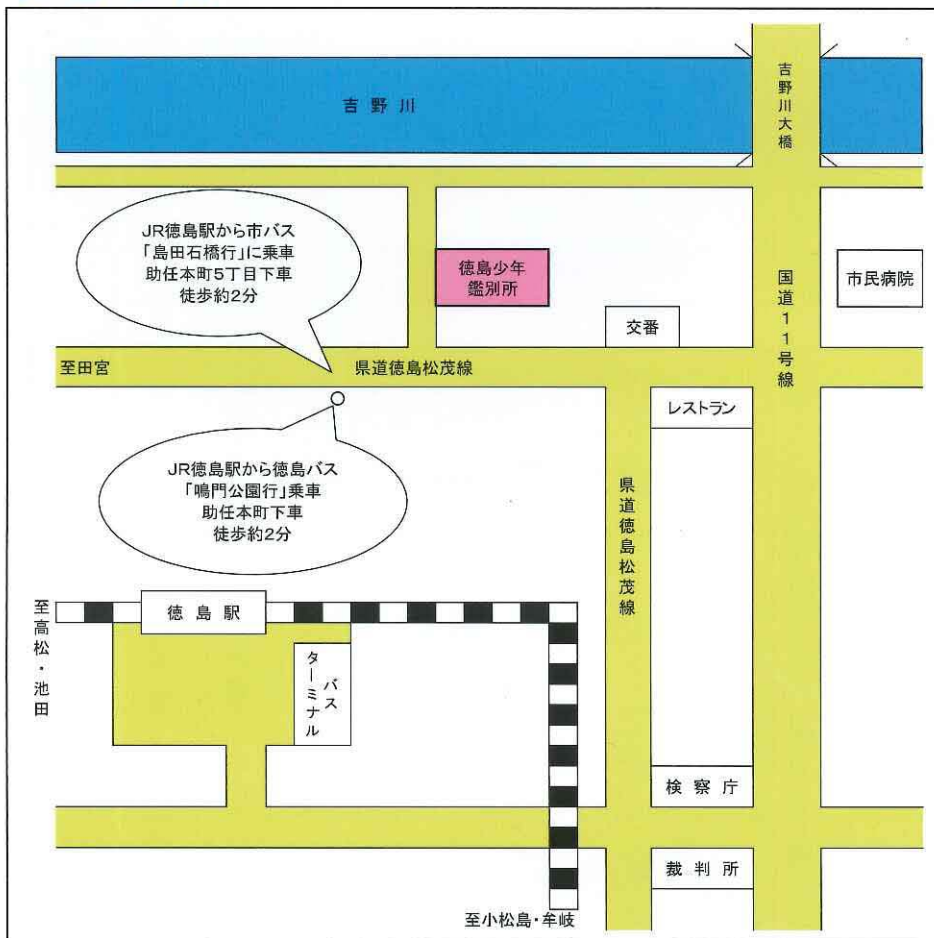 吉野川
吉野川大橋
JR徳島駅から市バス
「島田石橋行」に乗車
助任本町5丁目下車
徒歩約2分
徳島少年
鑑別所
国道11号線
市民病院
交番
至田宮
県道徳島松茂線
レストラン
JR徳島駅から徳島バス
「鳴門公園行」乗車
助任本町下車
徒歩約2分
県道徳島松茂線
至高松・池田
徳島駅
バス
ターミナル
検察庁
裁判所
至小松島・牟岐